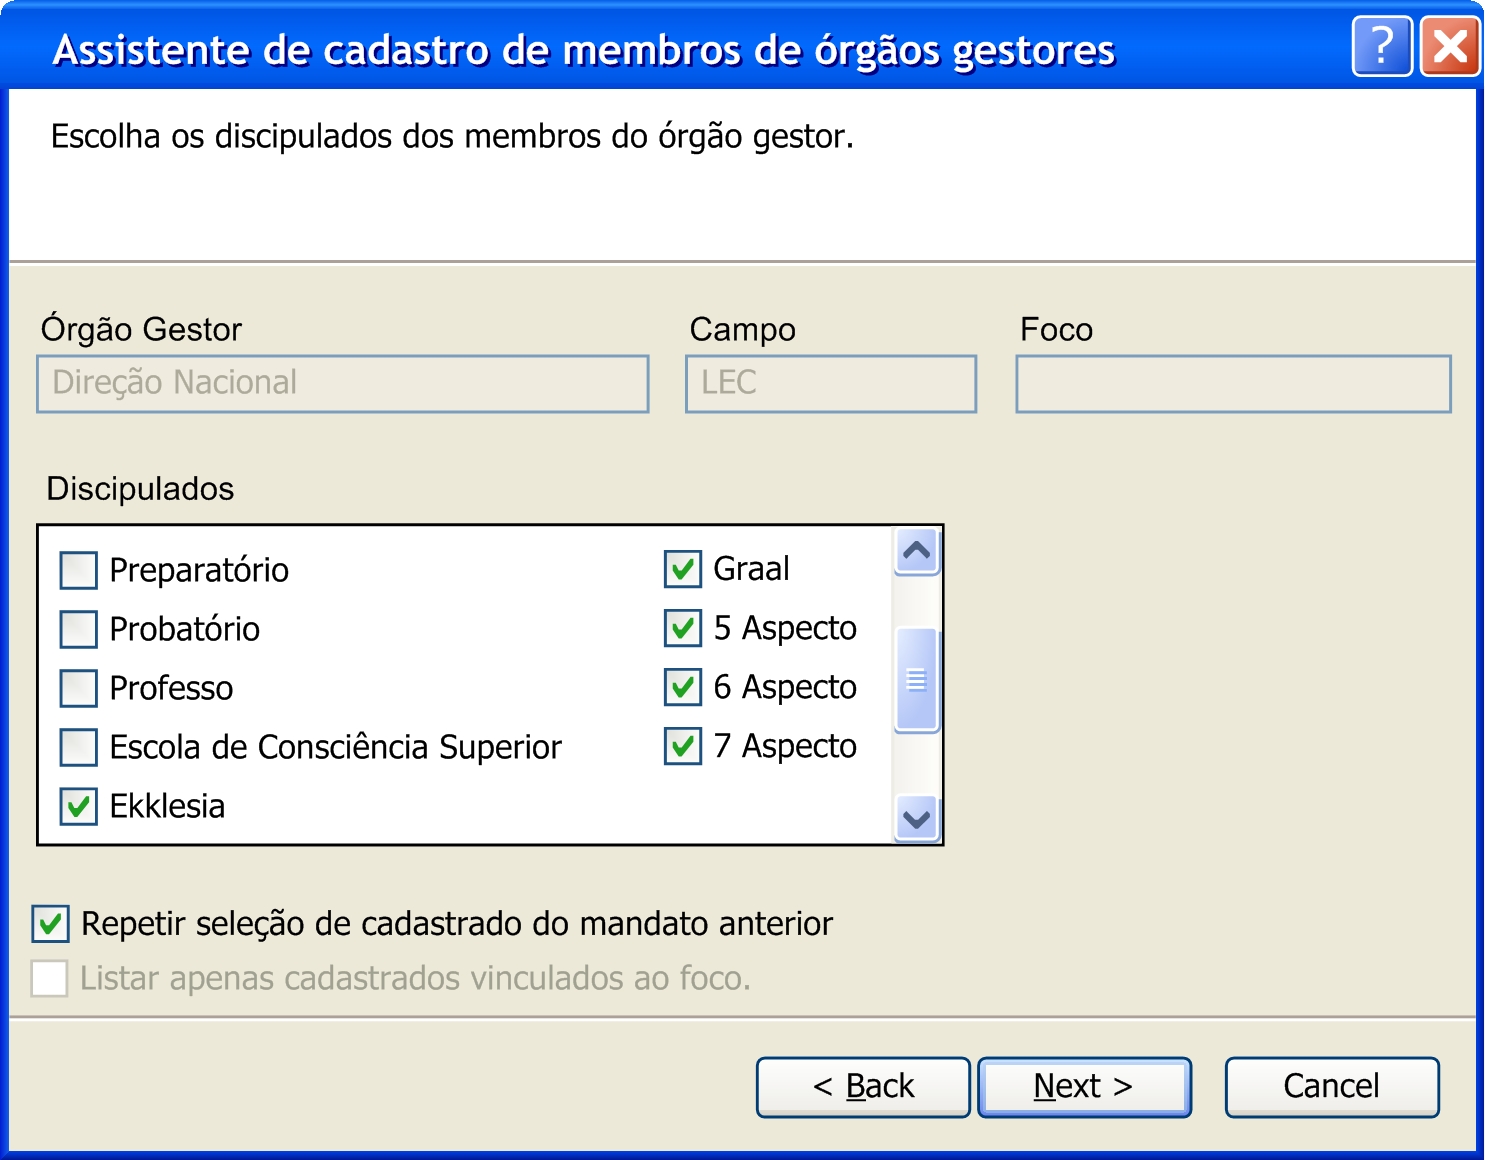 Assistente de cadastro de membros de órgãos gestores
?
Escolha os discipulados dos membros do órgão gestor.
Órgão Gestor
Campo
Foco
Direção Nacional
LEC
Discipulados
Preparatório
Probatório
Professo
Escola de Consciência Superior
Ekklesia
Graal
5 Aspecto
6 Aspecto
7 Aspecto
Repetir seleção de cadastrado do mandato anterior
Listar apenas cadastrados vinculados ao foco.
< Back
Next >
Cancel